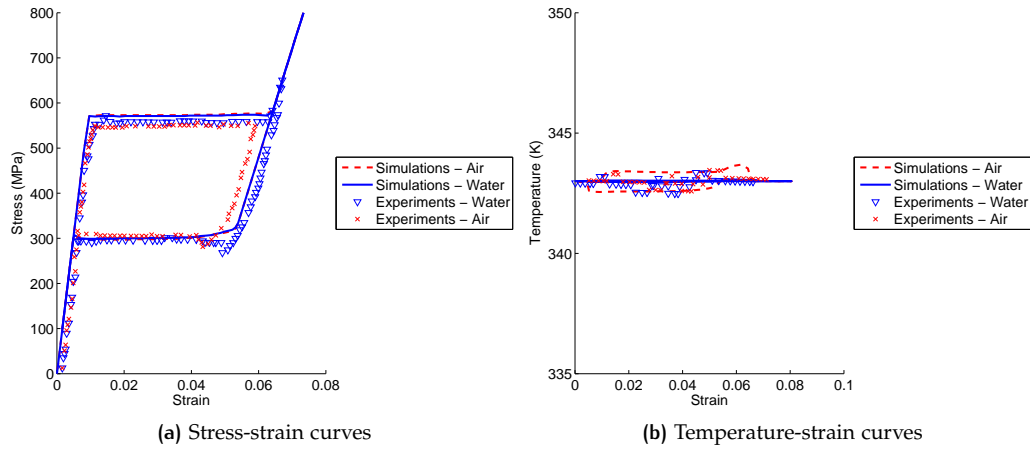 800
700
600
500
400
300
200
100
0
Stress (MPa)
0
0.02
0.04
0.06
0.08
Strain
Simulations – Air
Simulations – Water
Experiments – Water
Experiments – Air
(a) Stress-strain curves
350
345
340
335
Temperature (K)
0
0.02
0.04
0.06
0.08
0.1
Strain
Simulations – Air
Simulations – Water
Experiments – Water
Experiments – Air
(b) Temperature-strain curves